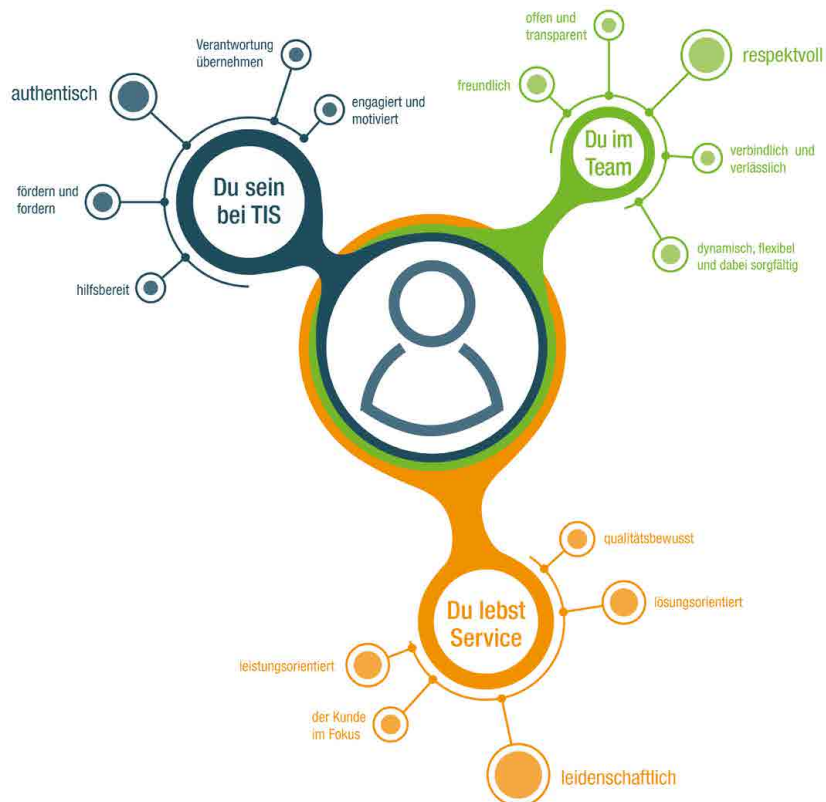 Du sein
bei TIS
Verantwortung
übernehmen
engagiert und
motiviert
authentisch
fördern und
fordern
hilfsbereit
Du im
Team
offen und
transparent
respektvoll
freundlich
verbindlich und
verlässlich
dynamisch, flexibel
und dabei sorgfältig
Du lebst
Service
qualitätsbewusst
lösungsorientiert
leistungsorientiert
der Kunde
im Fokus
leidenschaftlich